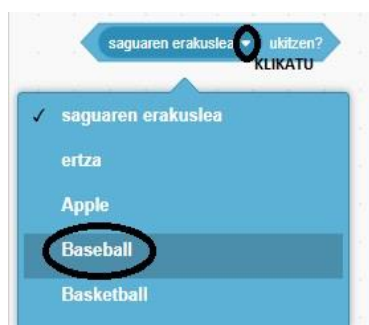 saguaren erakuslea ukitzen?
KLIKATU
✓ saguaren erakuslea
ertza
Apple
Baseball
Basketball